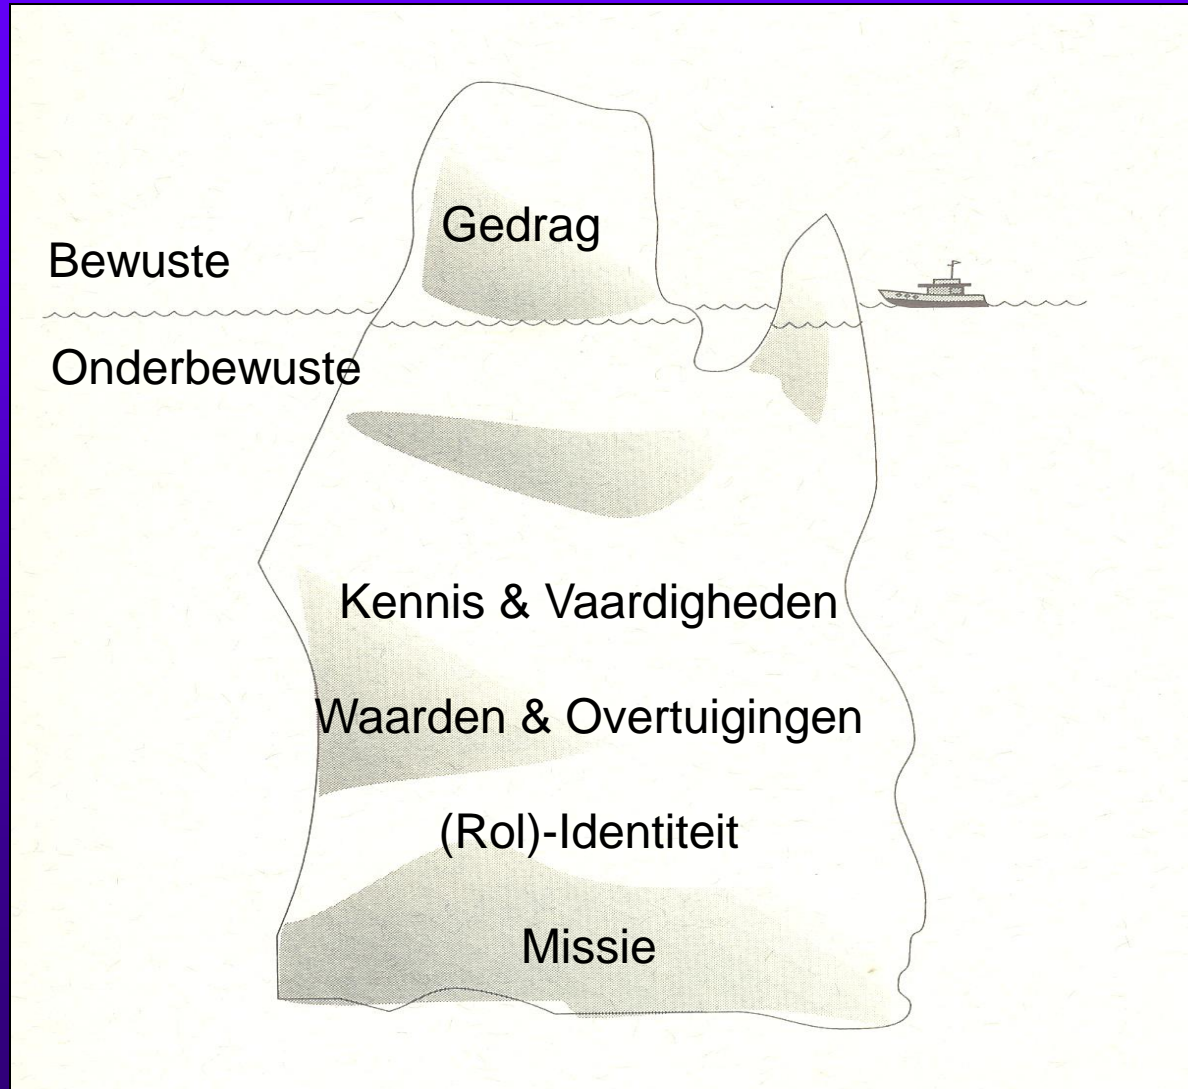 Gedrag
Bewuste
Onderbewuste
Kennis & Vaardigheden
Waarden & Overtuigingen
(Rol)-Identiteit
Missie